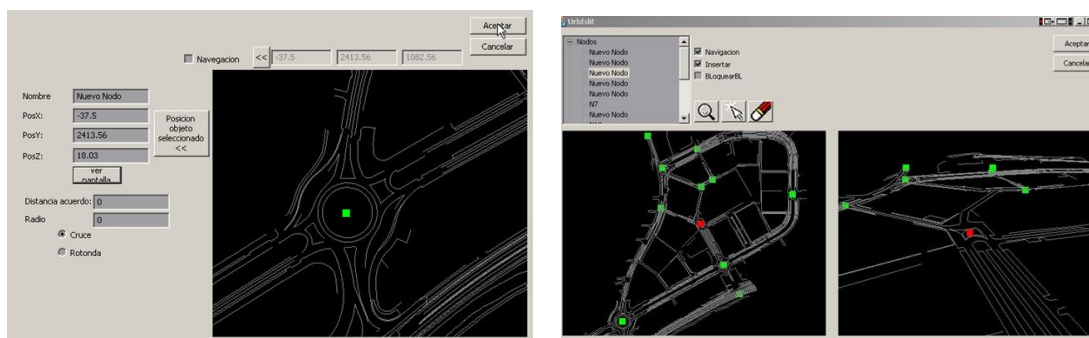 Aceptar
Cancelar
Navegacion
<<
-37.5
2413.56
1082.56
Nombre
Nuevo Nodo
PosX:
-37.5
PosY:
2413.56
PosZ:
18.03
Posicion
objeto
seleccionado
<<
ver
pantalla
Distancia acuerdo:
0
Radio
0
Cruce
Rotonda
UrbEdit
Nodos
Nuevo Nodo
Nuevo Nodo
Nuevo Nodo
Nuevo Nodo
Nuevo Nodo
N7
Nuevo Nodo
Navegacion
Insertar
BLoquearBL
Aceptar
Cancelar